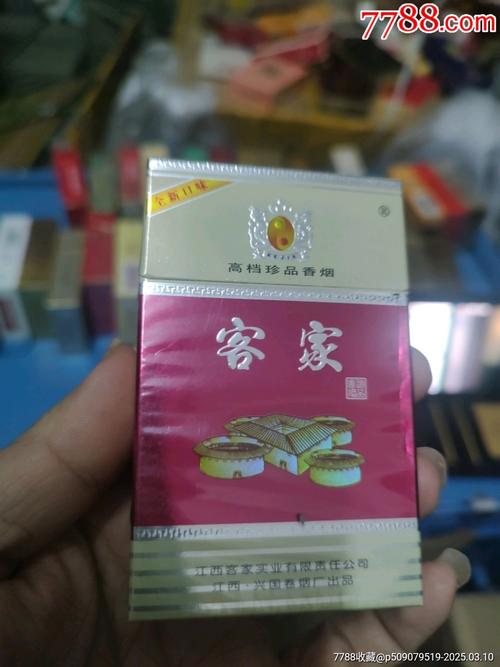 7788.com
全新口味
®
KEJIA
高档珍品香烟
客家
江西客家实业有限责任公司
江西·兴国卷烟厂出品
7788收藏@p509079519-2025.03.10